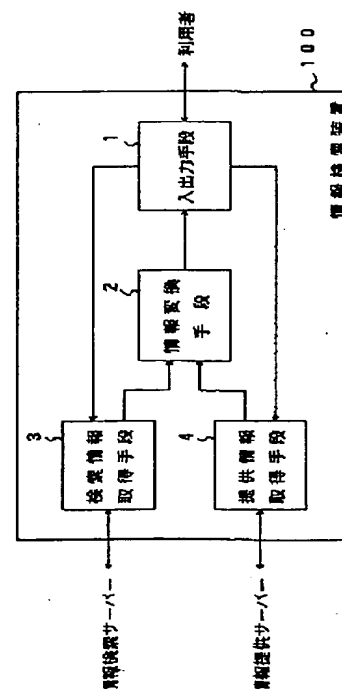 利用者
100
1
入出力手段
2
情報変換
手段
3
検索情報
取得手段
4
提供情報
取得手段
情報検索サーバー
情報提供サーバー
情報検索装置